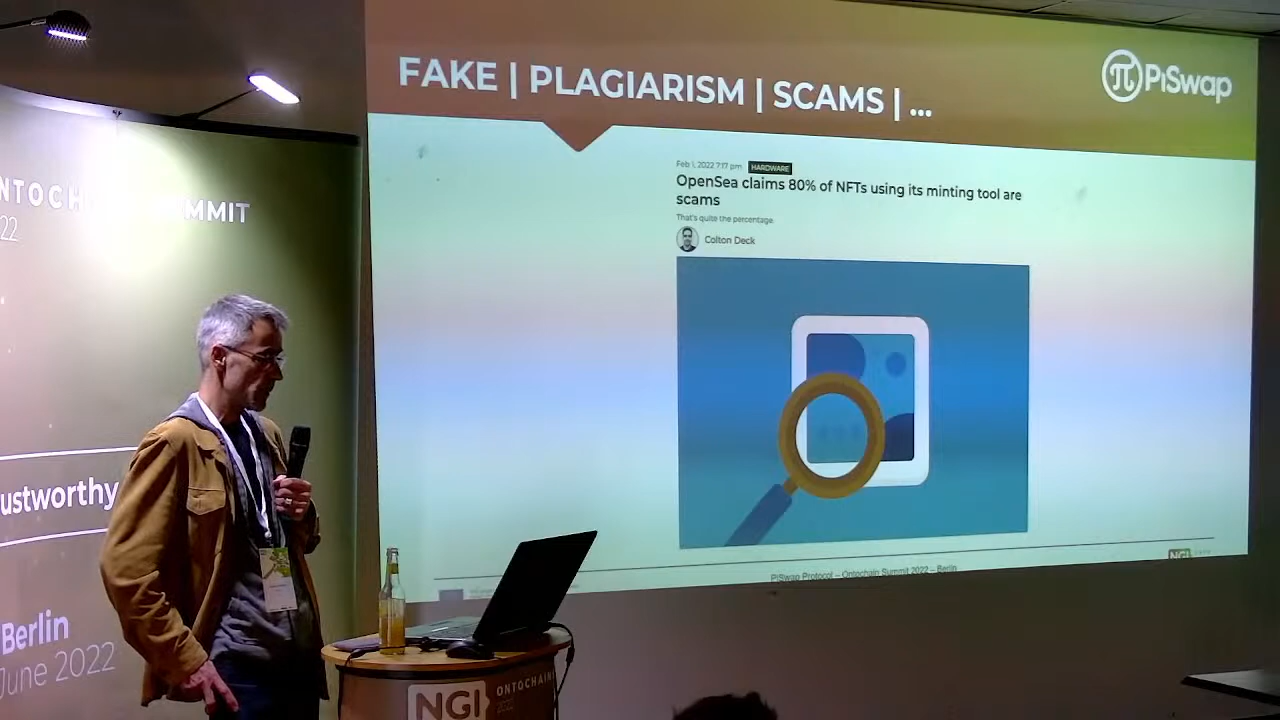 FAKE | PLAGIARISM | SCAMS | ...
PiSwap
Feb 1, 2022 7:17 pm HARDWARE
OpenSea claims 80% of NFTs using its minting tool are
scams
That's quite the percentage.
Colton Deck
PiSwap Protocol – Ontochain Summit 2022 – Berlin
NGI
NTOCH MMIT
22
ustworthy
Berlin
June 2022
NGI
ONTOCHAIN
2022